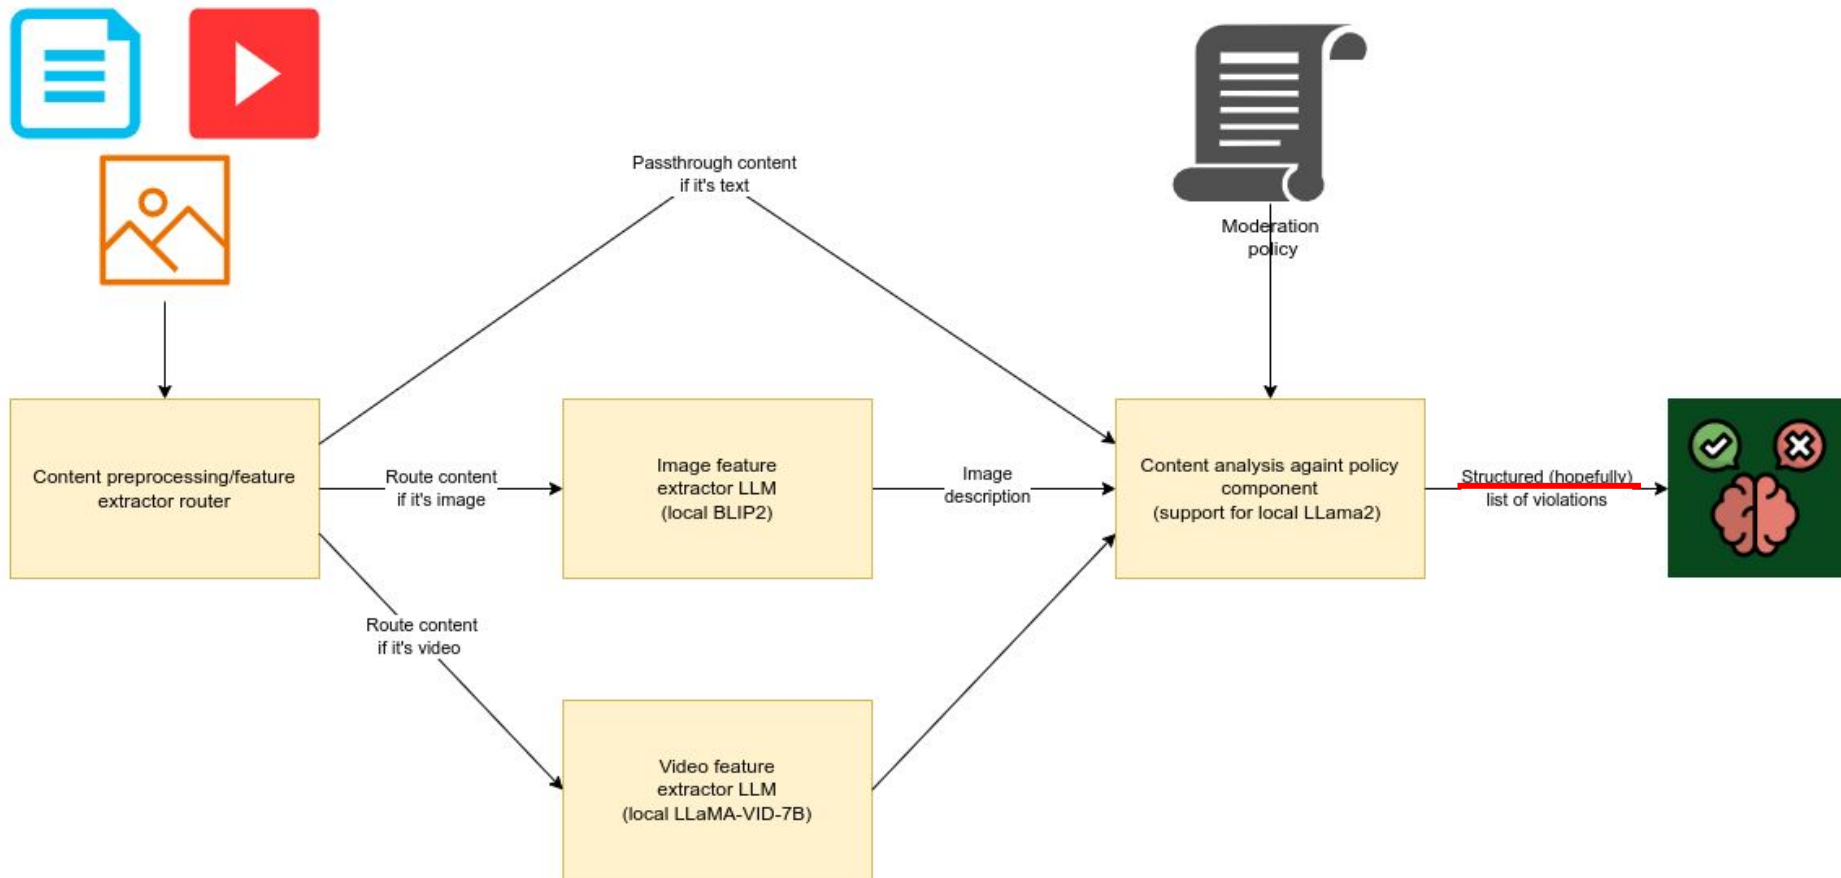 Passthrough content
if it's text
Moderation
policy
Content preprocessing/feature
extractor router
Route content
if it's image
Image feature
extractor LLM
(local BLIP2)
Image
description
Content analysis againt policy
component
(support for local LLama2)
Structured (hopefully)
list of violations
Route content
if it's video
Video feature
extractor LLM
(local LLaMA-VID-7B)